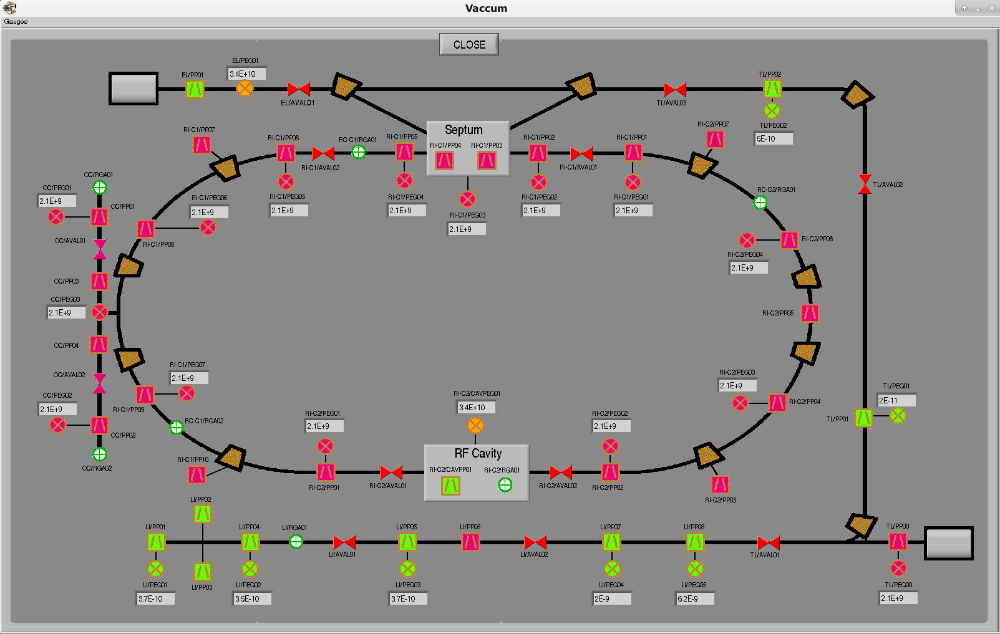 Vaccum
Gauges
CLOSE
EL/PEG01
3.4E+10
EL/PP01
EL/AVAL01
TL/AVAL03
TL/PP02
TL/PEG02
5E-10
RI-C1/PP07
RI-C1/PP06
RC-C1/RGA01
RI-C1/PP05
Septum
RI-C1/PP04
RI-C1/PP03
RI-C1/PP02
RI-C1/PP01
RI-C2/PP07
RI-C1/AVAL02
RI-C1/AVAL01
OC/RGA01
OC/PEG01
2.1E+9
OC/PP01
RI-C1/PEG06
2.1E+9
RI-C1/PEG05
2.1E+9
RI-C1/PEG04
2.1E+9
RI-C1/PEG03
2.1E+9
RI-C1/PEG02
2.1E+9
RI-C1/PEG01
2.1E+9
RC-C2/RGA01
TL/AVAL02
OC/AVAL01
RI-C1/PP08
RI-C2/PP06
RI-C2/PEG04
2.1E+9
OC/PP03
OC/PEG03
2.1E+9
RI-C2/PP05
OC/PP04
OC/AVAL02
RI-C1/PEG07
2.1E+9
RI-C2/PEG03
2.1E+9
OC/PEG02
2.1E+9
RI-C1/PP09
RI-C2/PP04
TL/PEG01
2E-11
TL/PP01
RC-C1/RGA02
OC/PP02
OC/RGA02
RI-C2/PEG01
2.1E+9
RI-C2/CAVPEG01
3.4E+10
RI-C2/PEG02
2.1E+9
RI-C1/PP10
RF Cavity
RI-C2/CAVPP01
RI-C2/RGA01
RI-C2/PP01
RI-C2/AVAL01
RI-C2/AVAL02
RI-C2/PP02
RI-C2/PP03
LI/PP02
LI/PP01
LI/PP04
LI/RGA01
LI/PP05
LI/PP06
LI/PP07
LI/PP08
TL/PP00
LI/AVAL01
LI/AVAL02
TL/AVAL01
LI/PEG01
3.7E-10
LI/PP03
LI/PEG02
3.5E-10
LI/PEG03
3.7E-10
LI/PEG04
2E-9
LI/PEG05
6.2E-9
TL/PEG00
2.1E+9